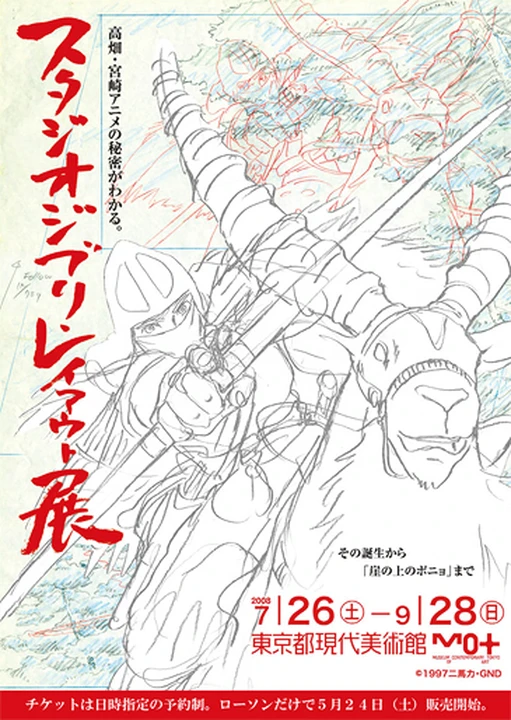 スタジオジブリ・レイアウト展
高畑・宮崎アニメの秘密がわかる。
その誕生から
「崖の上のポニョ」まで
2008
7|26(土)—9|28(日)
東京都現代美術館 MOT
MUSEUM OF CONTEMPORARY ART TOKYO
©1997二馬力・GND
チケットは日時指定の予約制。ローソンだけで5月24日(土)販売開始。